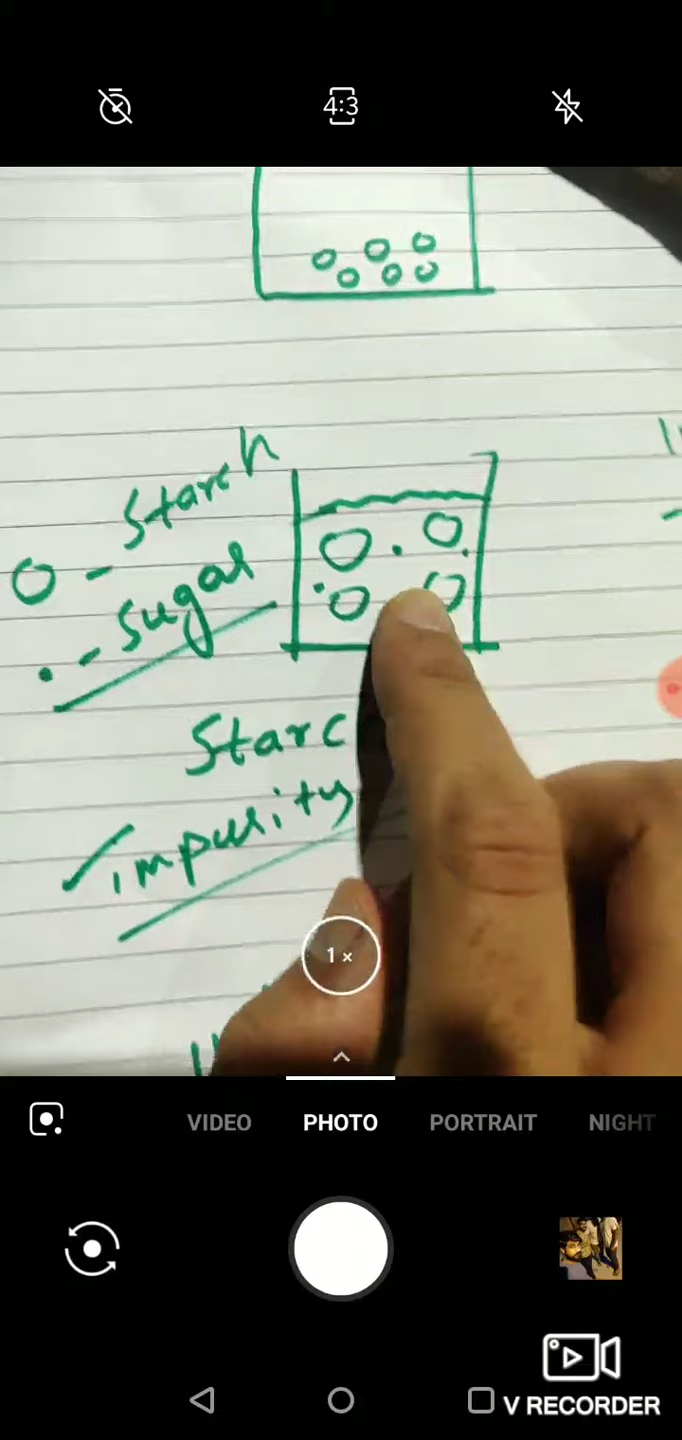 4:3
Starch
O - 
. - Sugar
Starc
impurity
1 x
VIDEO PHOTO PORTRAIT NIGHT
V RECORDER